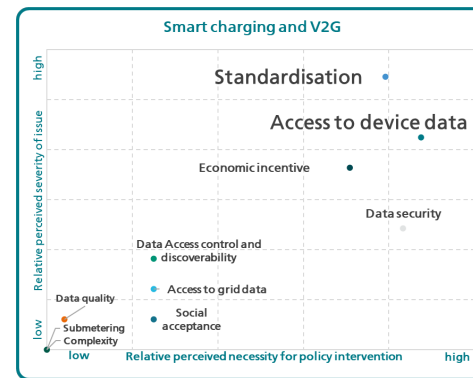 Smart charging and V2G
high
Standardisation
Access to device data
Economic incentive
Data security
Data Access control and
discoverability
Access to grid data
Data quality
Social
acceptance
Submetering
Complexity
Relative perceived severity of issue
low
low
Relative perceived necessity for policy intervention
high